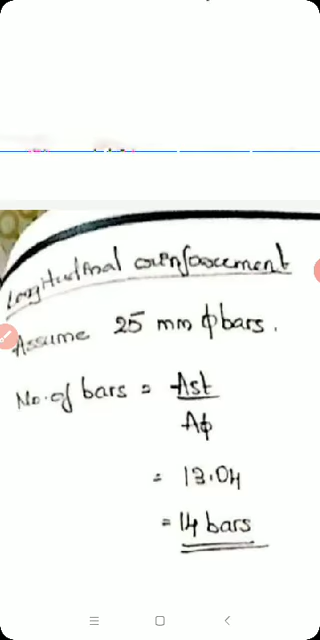 Longitudinal reinforcement
Assume 25 mm ϕ bars.
No. of bars = Ast
Aϕ
= 13.04
= 14 bars